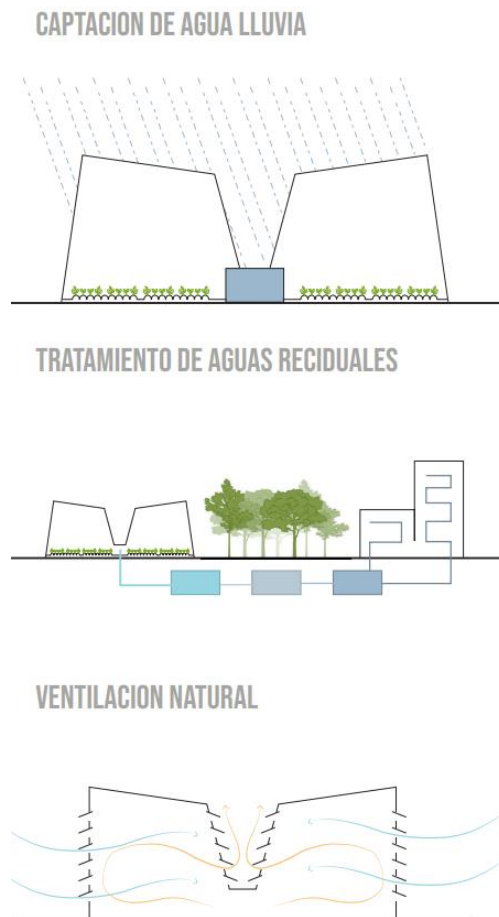 CAPTACION DE AGUA LLUVIA
TRATAMIENTO DE AGUAS RECIDUALES
VENTILACION NATURAL